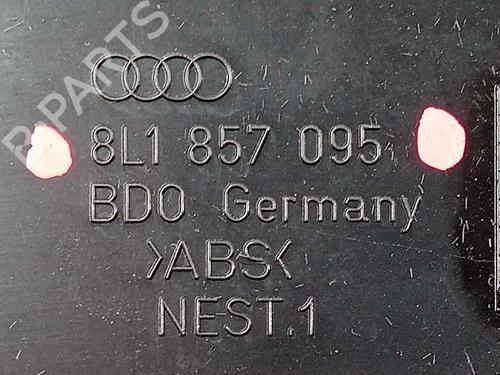 B-PARTS
8L1 857 095
BDO Germany
>ABS<
NEST.1